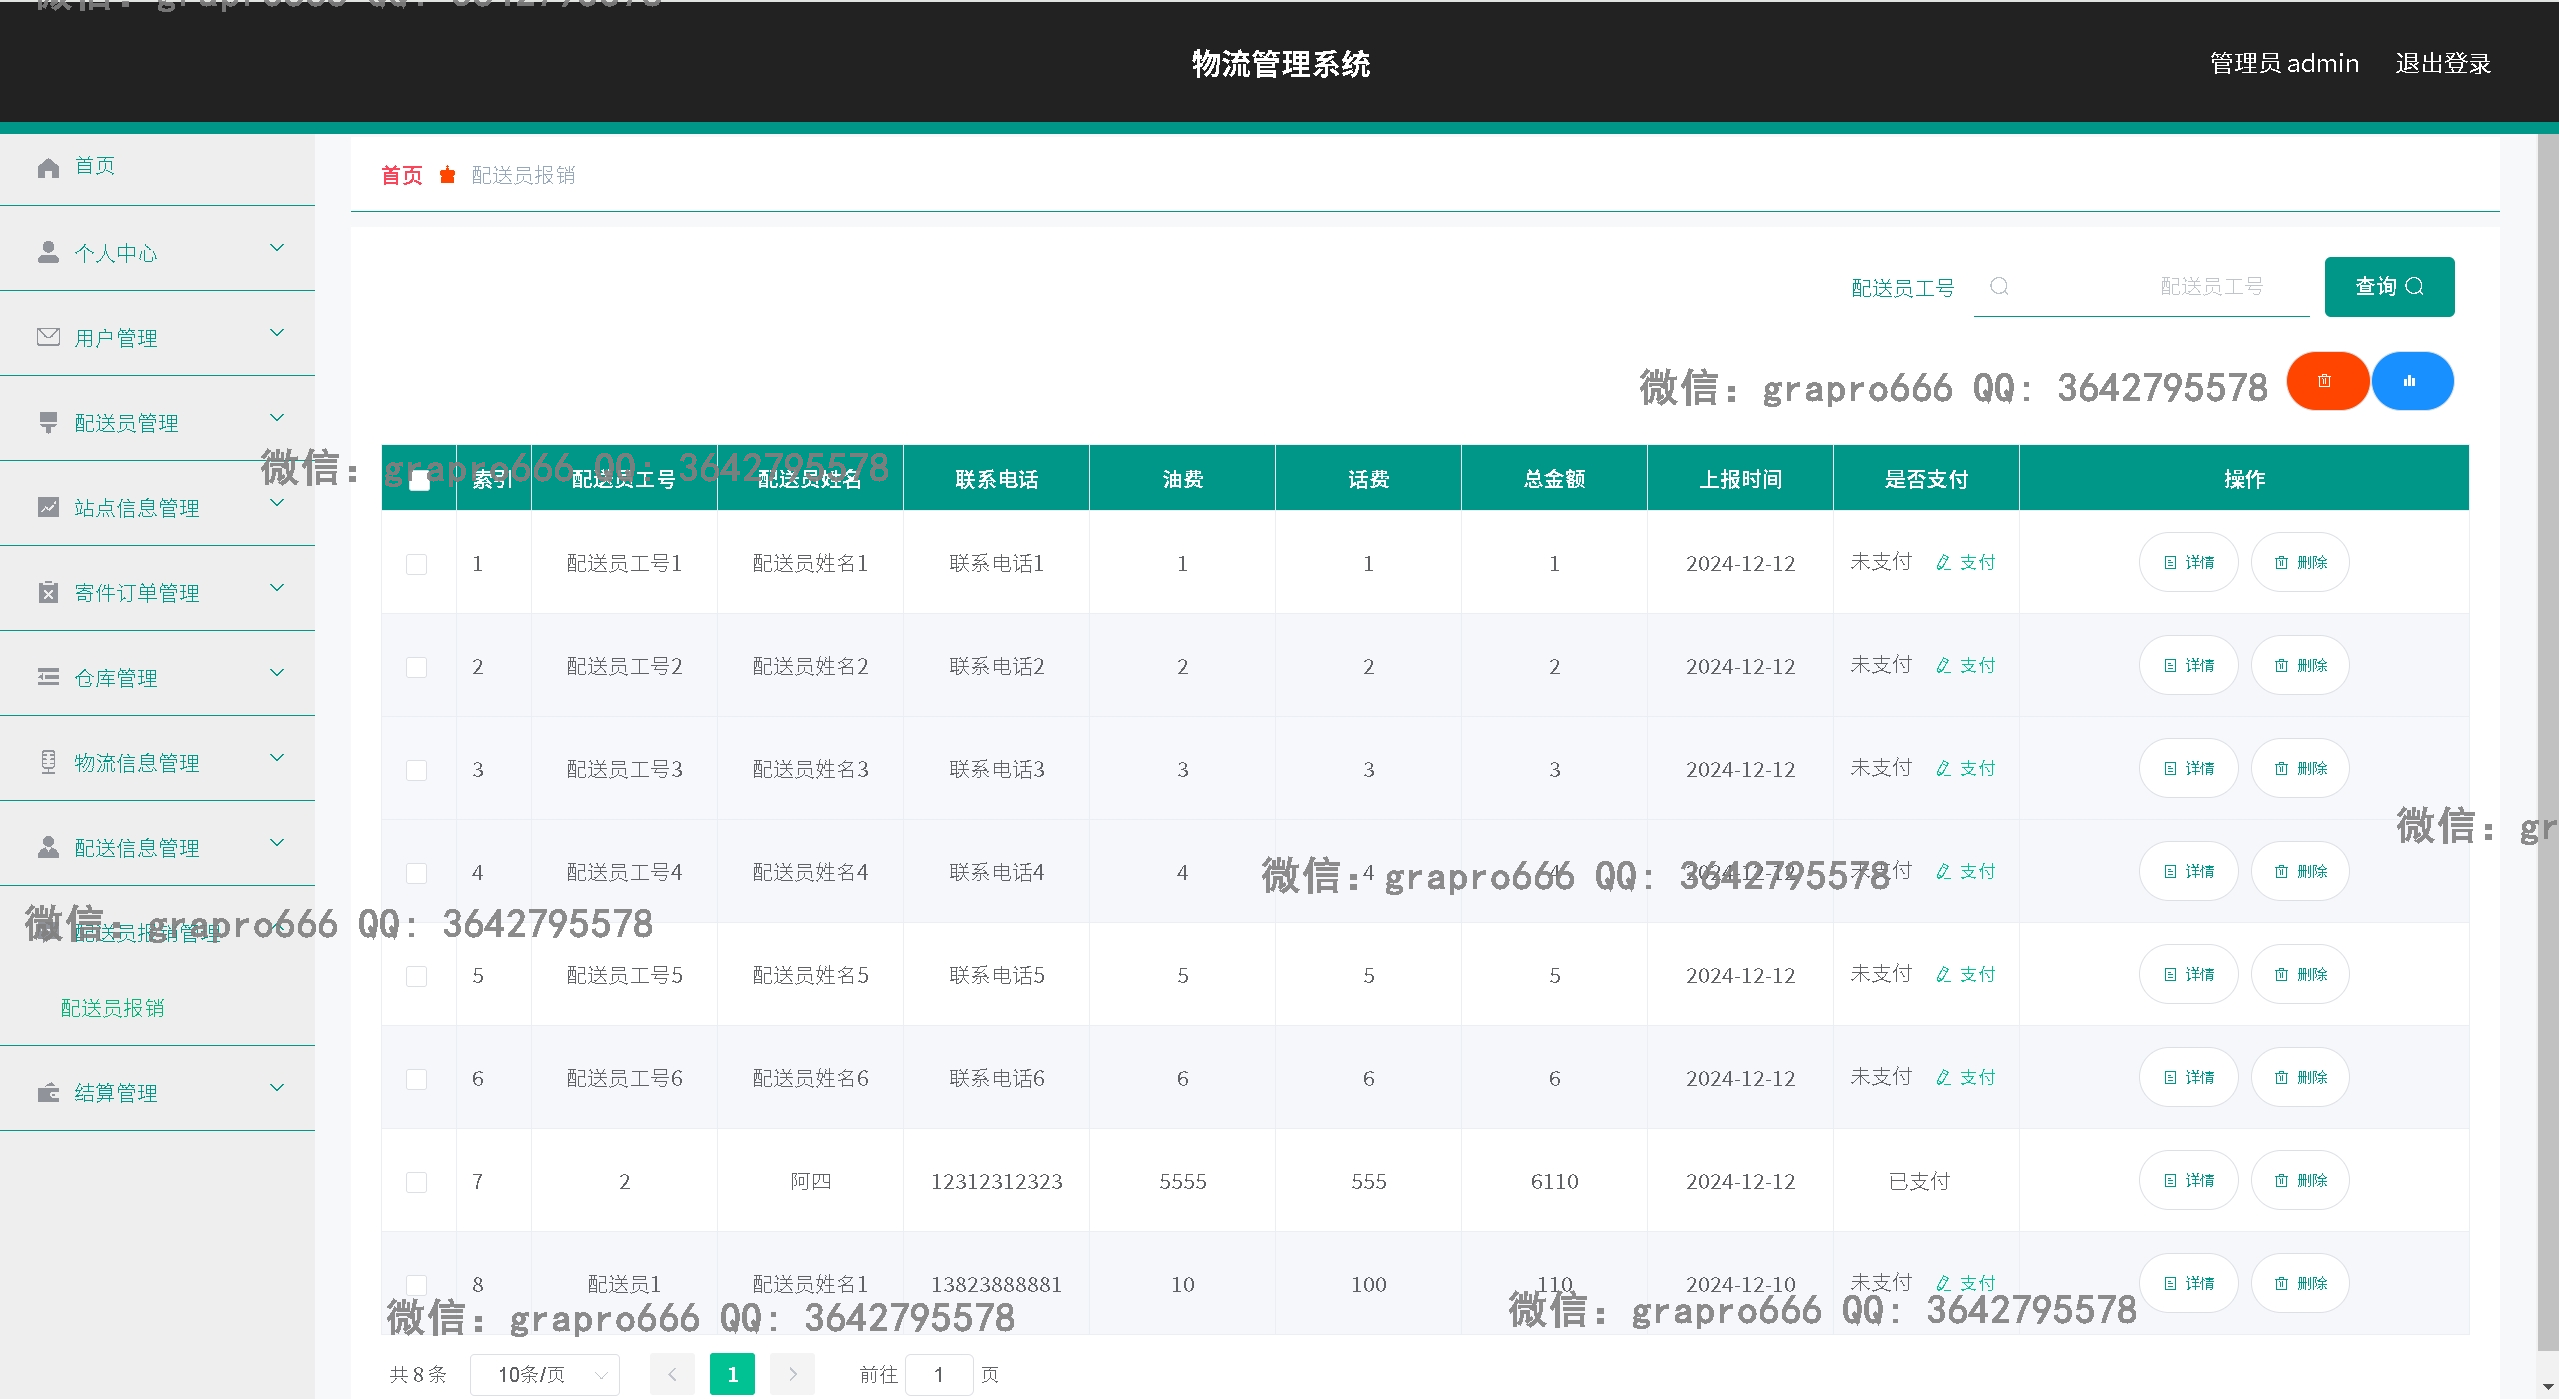 微信: grapro666 QQ: 3642795578
物流管理系统
管理员 admin 退出登录
首页
个人中心
用户管理
配送员管理
站点信息管理
寄件订单管理
仓库管理
物流信息管理
配送信息管理
配送员报销管理
配送员报销
结算管理
首页 配送员报销
配送员工号 配送员工号 查询
微信: grapro666 QQ: 3642795578
微信: grapro666 QQ: 3642795578
索引 配送员工号 配送员姓名 联系电话 油费 话费 总金额 上报时间 是否支付 操作
1 配送员工号1 配送员姓名1 联系电话1 1 1 1 2024-12-12 未支付 支付 详情 删除
2 配送员工号2 配送员姓名2 联系电话2 2 2 2 2024-12-12 未支付 支付 详情 删除
3 配送员工号3 配送员姓名3 联系电话3 3 3 3 2024-12-12 未支付 支付 详情 删除
微信: gr
4 配送员工号4 配送员姓名4 联系电话4 4 4 4 2024-12-12 未支付 支付 详情 删除
微信: grapro666 QQ: 3642795578
微信: grapro666 QQ: 3642795578
5 配送员工号5 配送员姓名5 联系电话5 5 5 5 2024-12-12 未支付 支付 详情 删除
6 配送员工号6 配送员姓名6 联系电话6 6 6 6 2024-12-12 未支付 支付 详情 删除
7 2 阿四 12312312323 5555 555 6110 2024-12-12 已支付 详情 删除
8 配送员1 配送员姓名1 13823888881 10 100 110 2024-12-10 未支付 支付 详情 删除
微信: grapro666 QQ: 3642795578
微信: grapro666 QQ: 3642795578
共 8 条 10条/页 1 前往 1 页